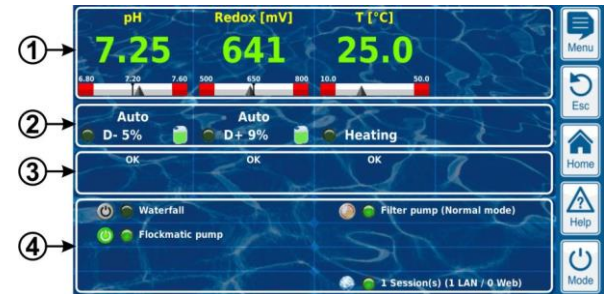 pH Redox [mV] T [°C]
1 7.25 641 25.0
6.80 7.20 7.60 500 650 800 10.0 50.0
Auto Auto
2 D- 5% D+ 9% Heating
3 OK OK OK
Waterfall Filter pump (Normal mode)
Flockmatic pump
4
1 Session(s) (1 LAN / 0 Web)
Menu
Esc
Home
Help
Mode